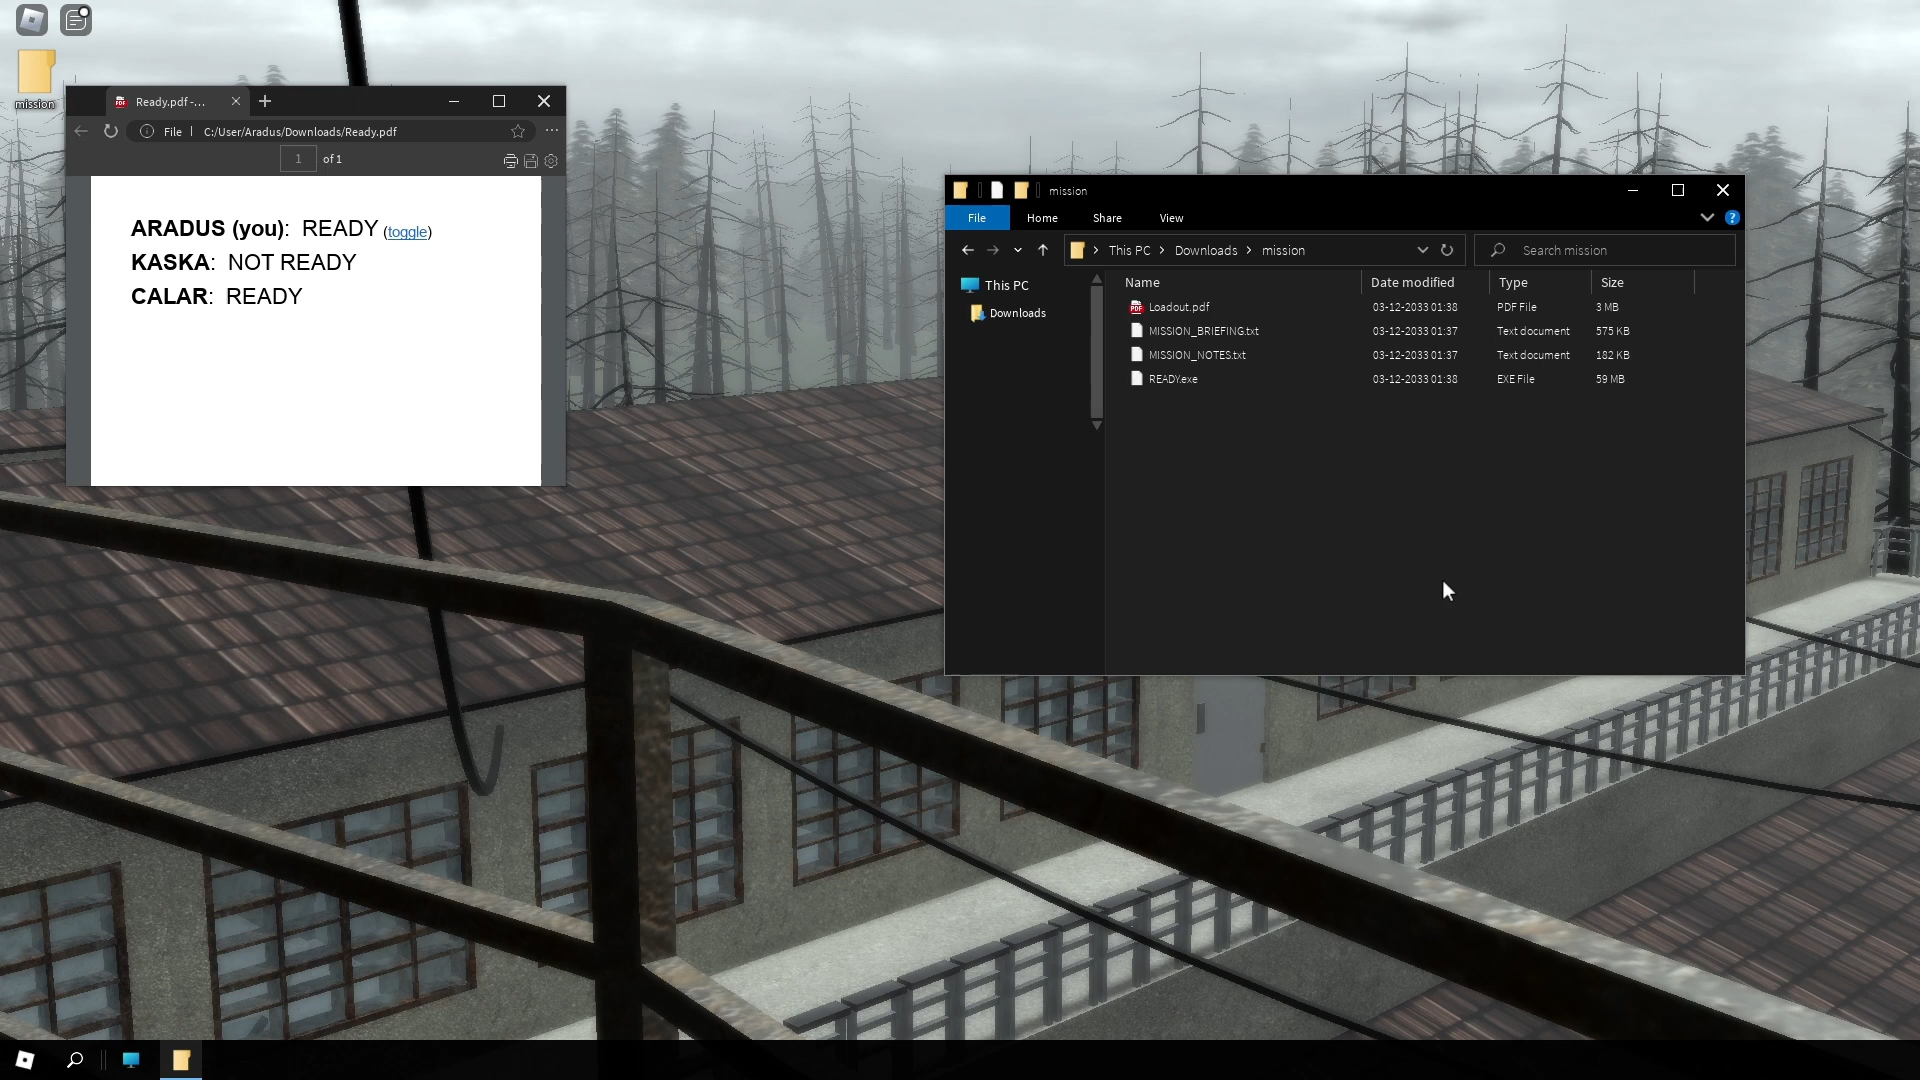 mission
Ready.pdf -...
File | C:/User/Aradus/Downloads/Ready.pdf
1 of 1
ARADUS (you): READY (toggle)
KASKA: NOT READY
CALAR: READY
mission
File Home Share View
This PC > Downloads > mission
Search mission
This PC
Downloads
Name Date modified Type Size
Loadout.pdf 03-12-2033 01:38 PDF File 3 MB
MISSION_BRIEFING.txt 03-12-2033 01:37 Text document 575 KB
MISSION_NOTES.txt 03-12-2033 01:37 Text document 182 KB
READY.exe 03-12-2033 01:38 EXE File 59 MB